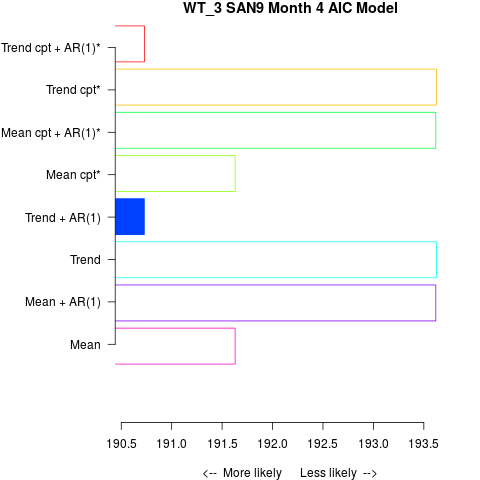 WT_3 SAN9 Month 4 AIC Model
Trend cpt + AR(1)*
Trend cpt*
Mean cpt + AR(1)*
Mean cpt*
Trend + AR(1)
Trend
Mean + AR(1)
Mean
190.5 191.0 191.5 192.0 192.5 193.0 193.5
<-- More likely Less likely -->